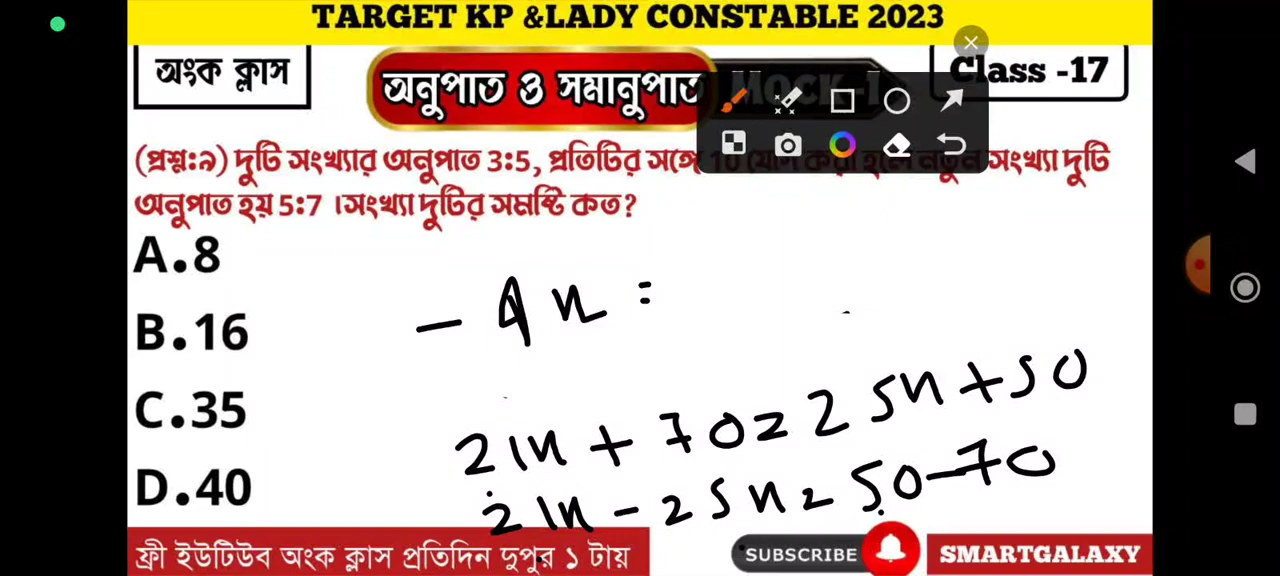 TARGET KP &LADY CONSTABLE 2023
অংক ক্লাস
অনুপাত ও সমানুপাত
Class -17
(প্রশ্ন:৯) দুটি সংখ্যার অনুপাত 3:5, প্রতিটির সঙ্গে 10 সংখ্যা দুটি
অনুপাত হয় 5:7 ।সংখ্যা দুটির সমষ্টি কত?
A.8
B.16
C.35
D.40
- 4x =
21x + 70 = 25x + 50
21x - 25x = 50 - 70
ফ্রী ইউটিউব অংক ক্লাস প্রতিদিন দুপুর ১ টায়
SUBSCRIBE
SMARTGALAXY